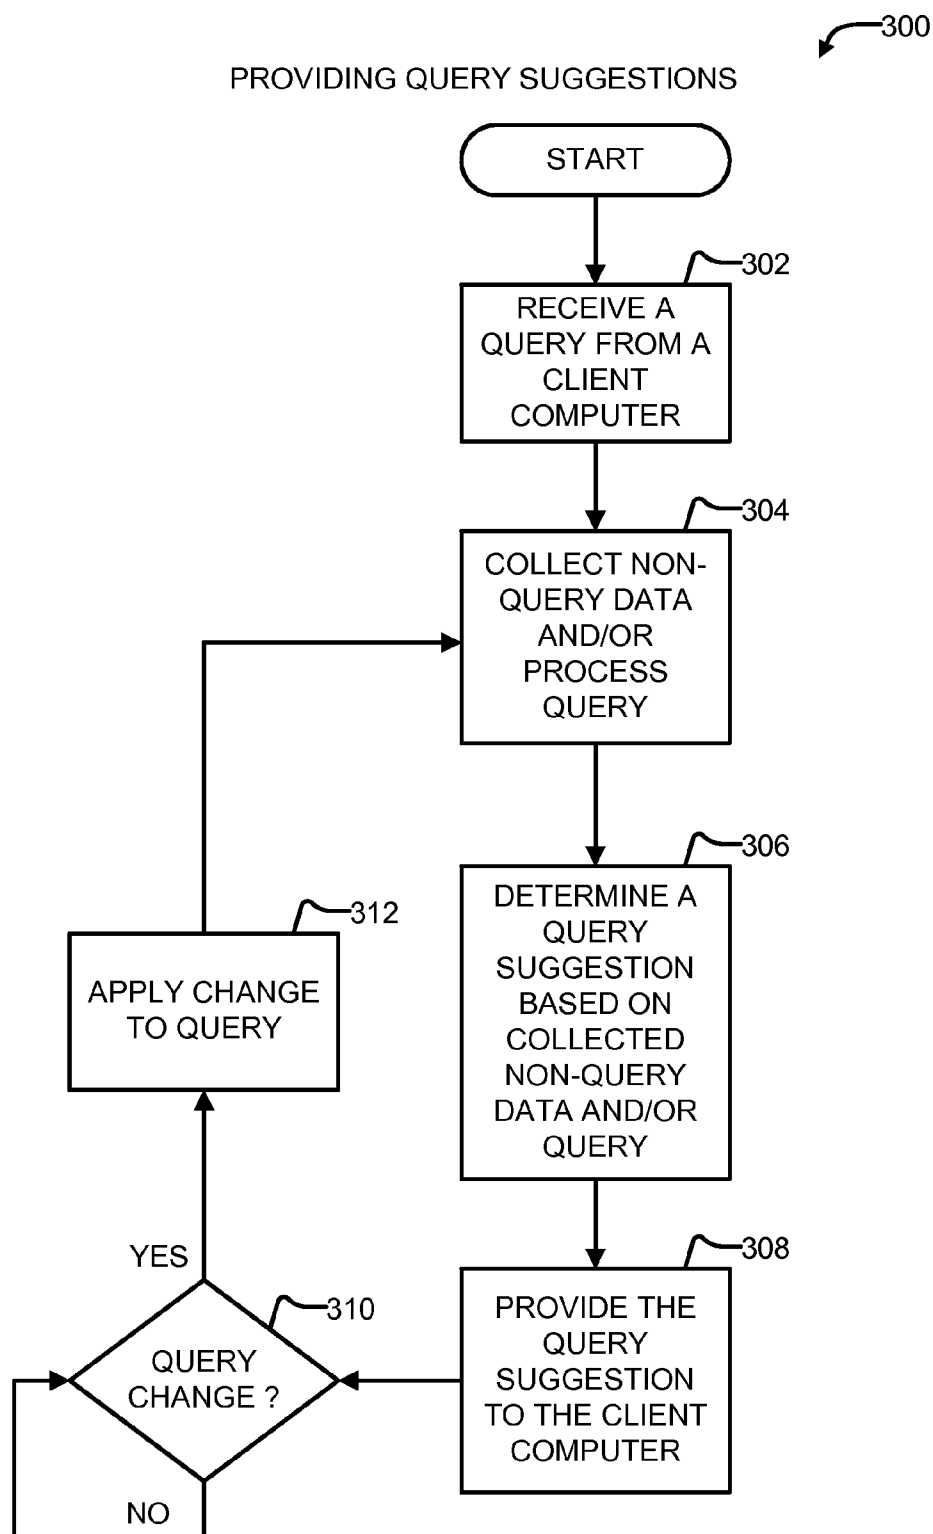 300
PROVIDING QUERY SUGGESTIONS
START
302
RECEIVE A
QUERY FROM A
CLIENT
COMPUTER
304
COLLECT NON-
QUERY DATA
AND/OR
PROCESS
QUERY
306
DETERMINE A
QUERY
SUGGESTION
BASED ON
COLLECTED
NON-QUERY
DATA AND/OR
QUERY
312
APPLY CHANGE
TO QUERY
YES
308
PROVIDE THE
QUERY
SUGGESTION
TO THE CLIENT
COMPUTER
310
QUERY
CHANGE ?
NO